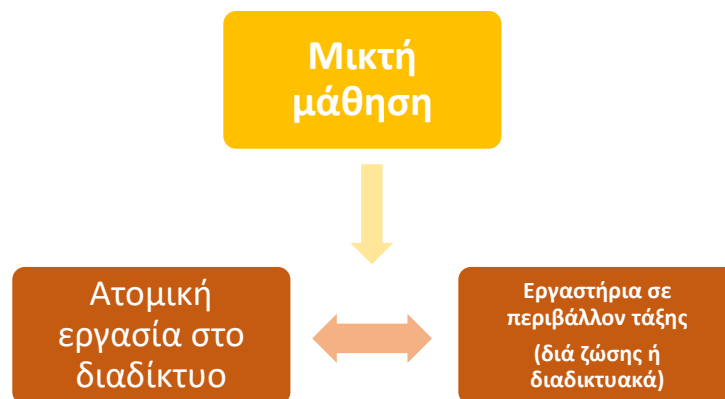 Μικτή
μάθηση
Ατομική
εργασία στο
διαδίκτυο
Εργαστήρια σε
περιβάλλον τάξης
(διά ζώσης ή
διαδικτυακά)